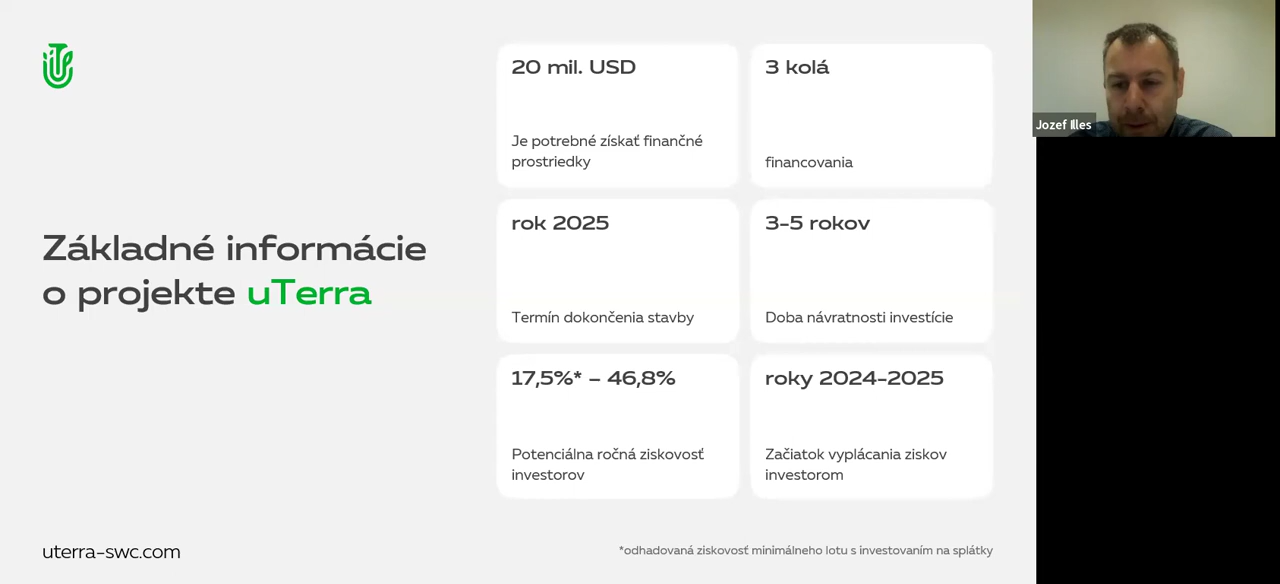 20 mil. USD
Je potrebné získať finančné
prostriedky
3 kolá
financovania
Základné informácie
o projekte uTerra
rok 2025
Termín dokončenia stavby
3-5 rokov
Doba návratnosti investície
17,5%* – 46,8%
Potenciálna ročná ziskovosť
investorov
roky 2024-2025
Začiatok vyplácania ziskov
investorom
uterra-swc.com
*odhadovaná ziskovosť minimálneho lotu s investovaním na splátky
Jozef Illes